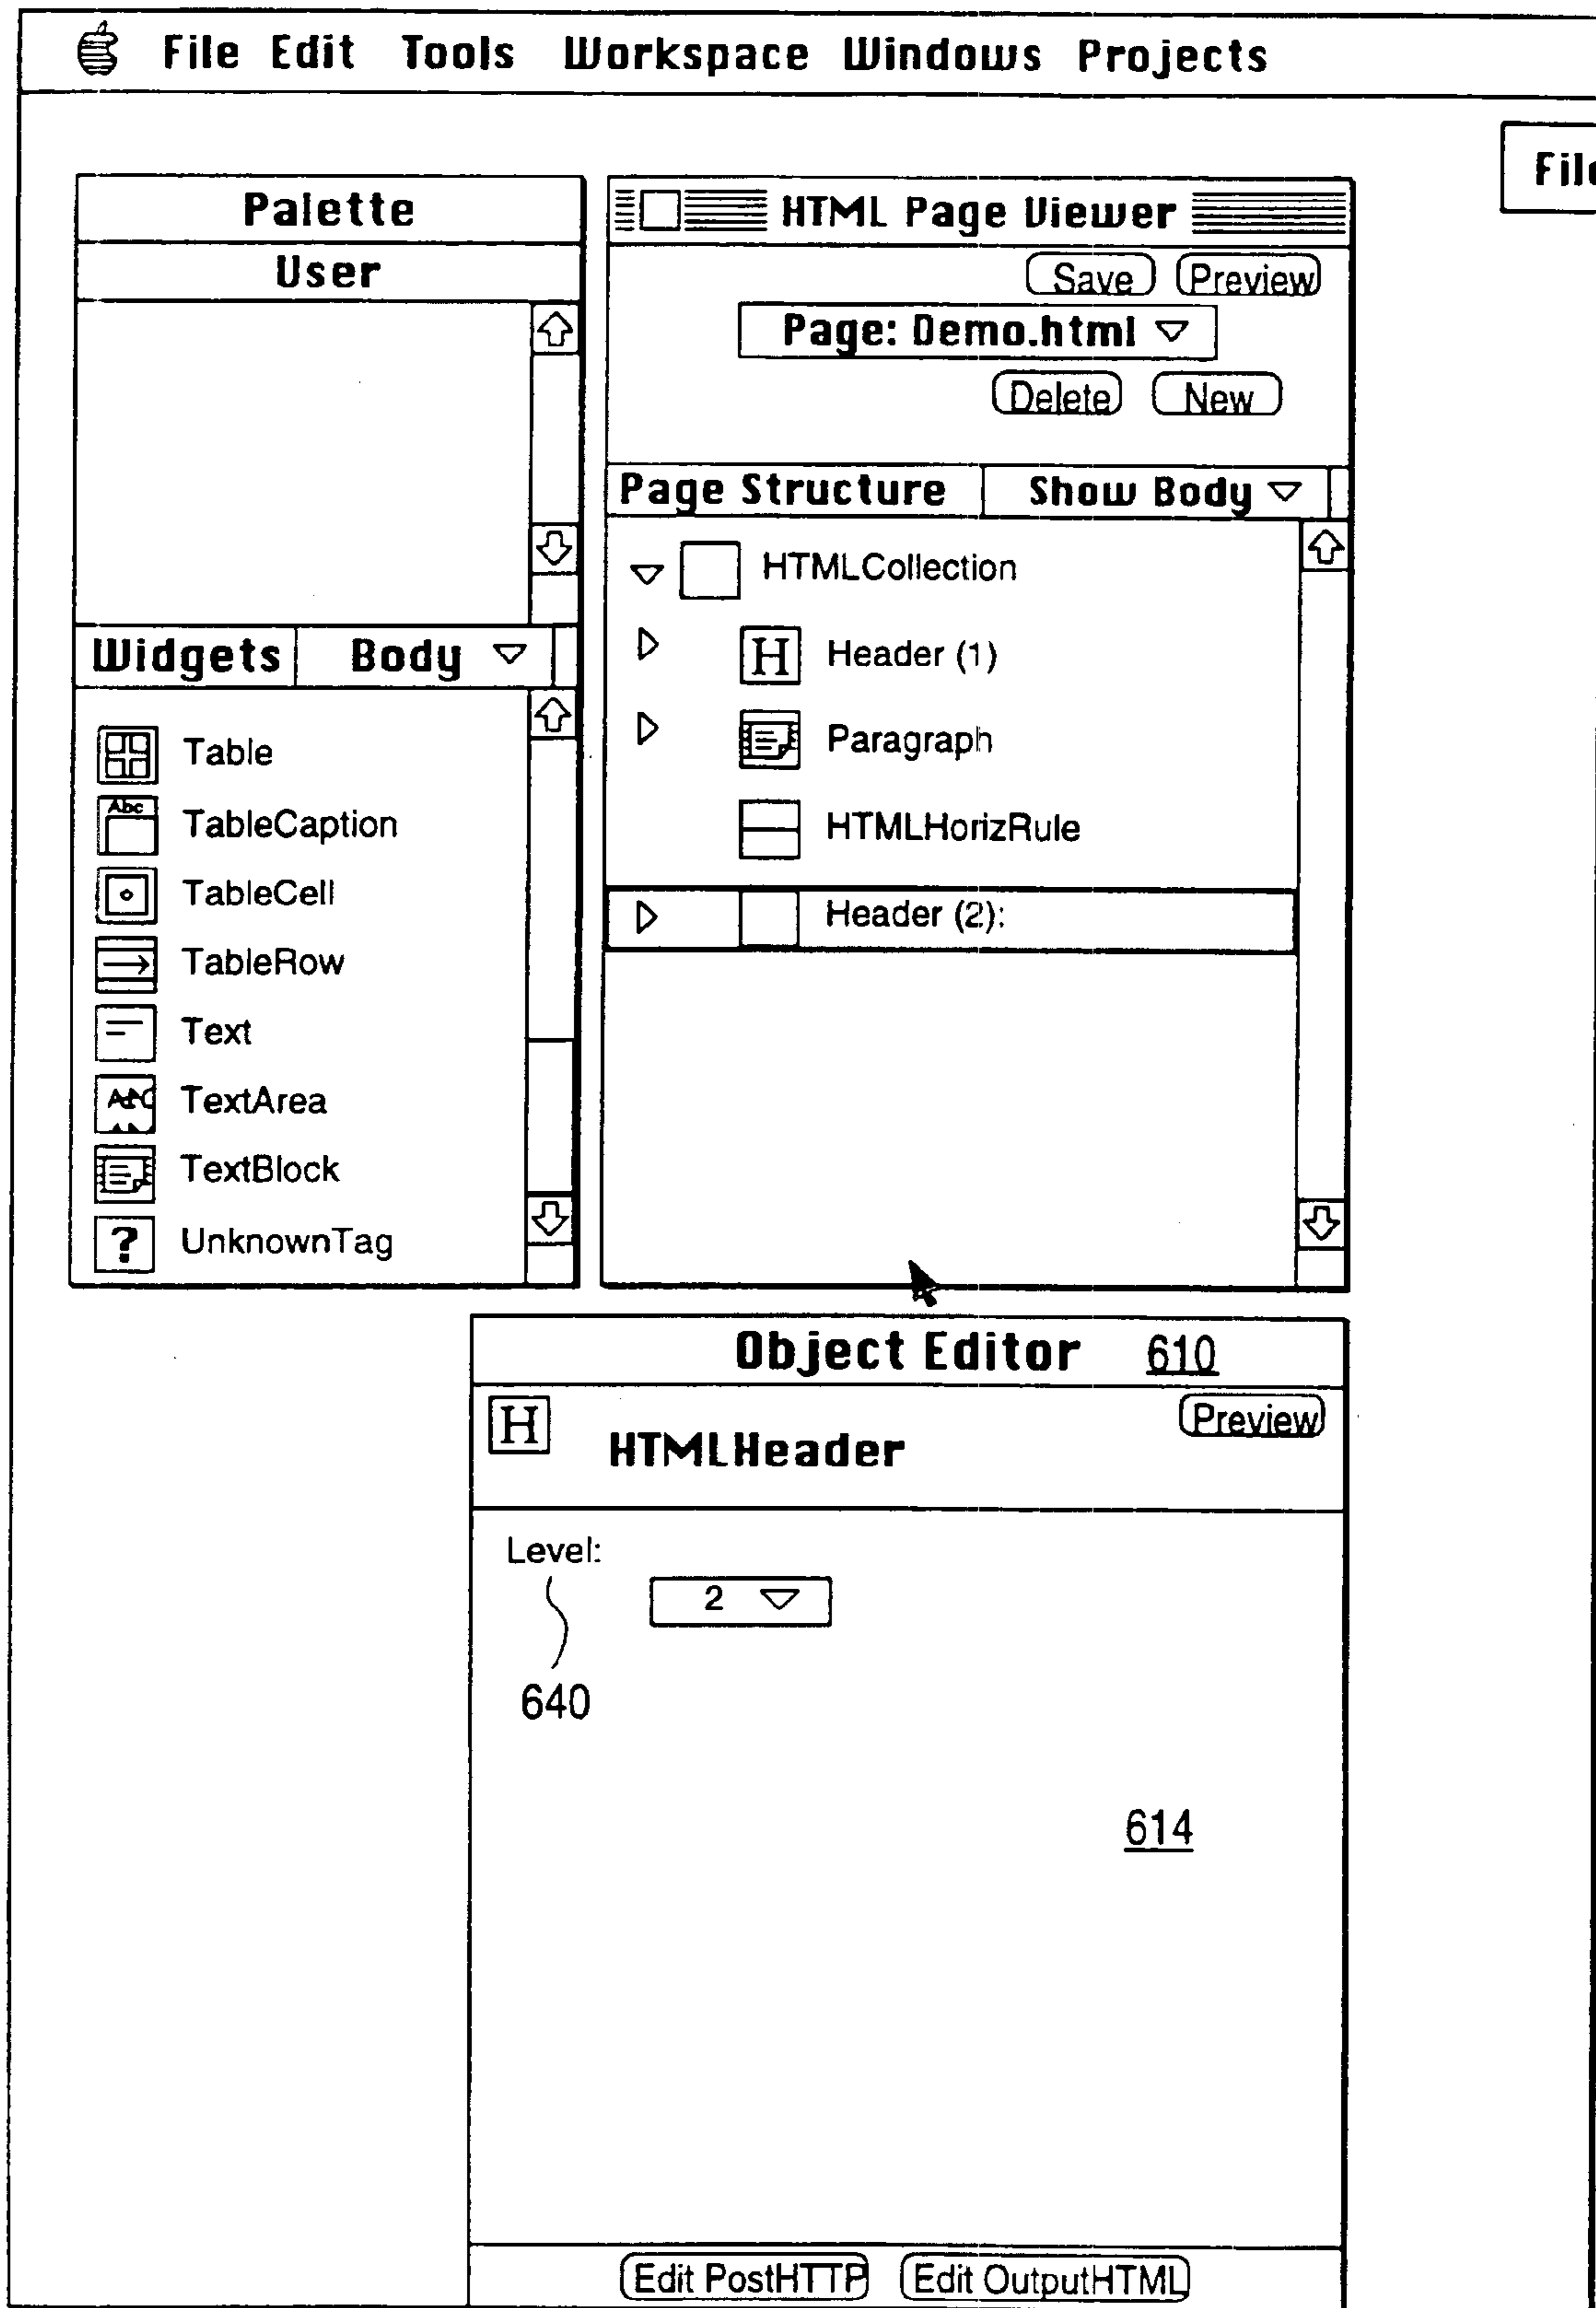 File Edit Tools Workspace Windows Projects
Palette
User
Widgets Body
Table
Abc
TableCaption
TableCell
TableRow
Text
TextArea
TextBlock
? UnknownTag
HTML Page Viewer
Save Preview
Page: Demo.html
Delete New
Page Structure Show Body
HTMLCollection
H Header (1)
Paragraph
HTMLHorizRule
Header (2):
Object Editor 610
H HTMLHeader Preview
Level:
2
640
614
Edit PostHTTP Edit OutputHTML